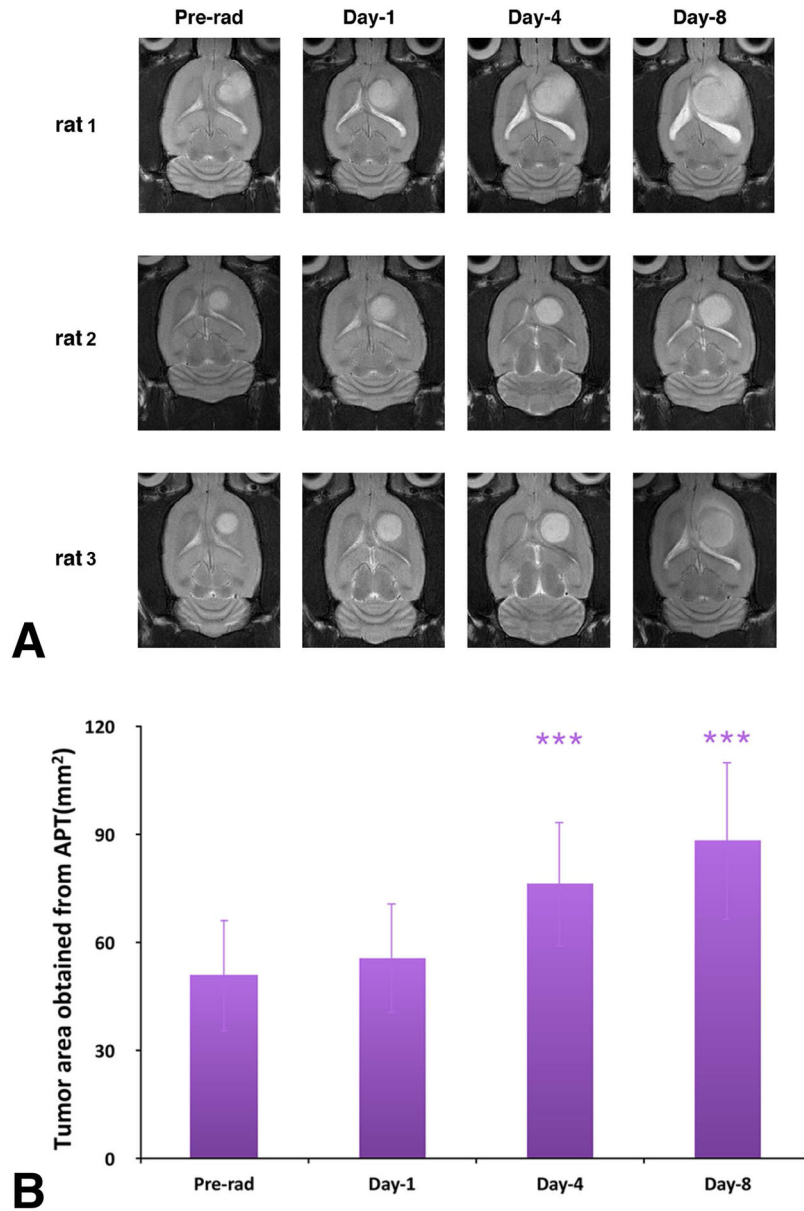 Pre-rad Day-1 Day-4 Day-8
rat 1
rat 2
rat 3
A
Tumor area obtained from APT(mm²)
120
90
60
30
0
*** ***
Pre-rad Day-1 Day-4 Day-8
B